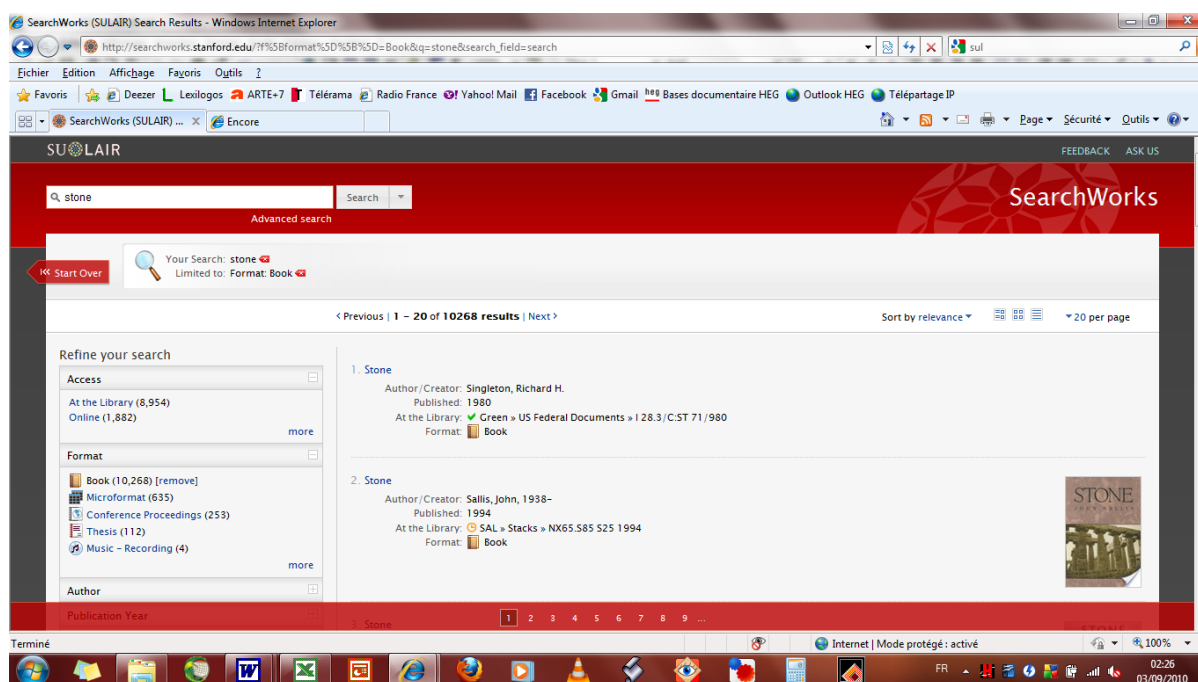 SearchWorks (SULAIR) Search Results - Windows Internet Explorer
http://searchworks.stanford.edu/?f%5Bformat%5D%5B%5D=Book&q=stone&search_field=search
sul
Fichier Edition Affichage Favoris Outils ?
Favoris Deezer Lexilogos ARTE+7 Télérama Radio France Yahoo! Mail Facebook Gmail heg Bases documentaire HEG Outlook HEG Télépartage IP
SearchWorks (SULAIR) ... X Encore Page Sécurité Outils
SULAIR FEEDBACK ASK US
stone Search SearchWorks
Advanced search
Your Search: stone
Start Over Limited to: Format: Book
‹ Previous | 1 – 20 of 10268 results | Next › Sort by relevance 20 per page
Refine your search
Access
At the Library (8,954)
Online (1,882)
more
Format
Book (10,268) [remove]
Microformat (635)
Conference Proceedings (253)
Thesis (112)
Music – Recording (4)
more
Author
Publication Year
1. Stone
Author/Creator: Singleton, Richard H.
Published: 1980
At the Library: Green » US Federal Documents » I 28.3/C:ST 71/980
Format: Book
2. Stone
Author/Creator: Sallis, John, 1938–
Published: 1994
At the Library: SAL » Stacks » NX65.S85 S25 1994
Format: Book
STONE
JOHN SALLIS
3. Stone
STONE
1 2 3 4 5 6 7 8 9 ...
Terminé Internet | Mode protégé : activé 100%
FR 02:26
03/09/2010